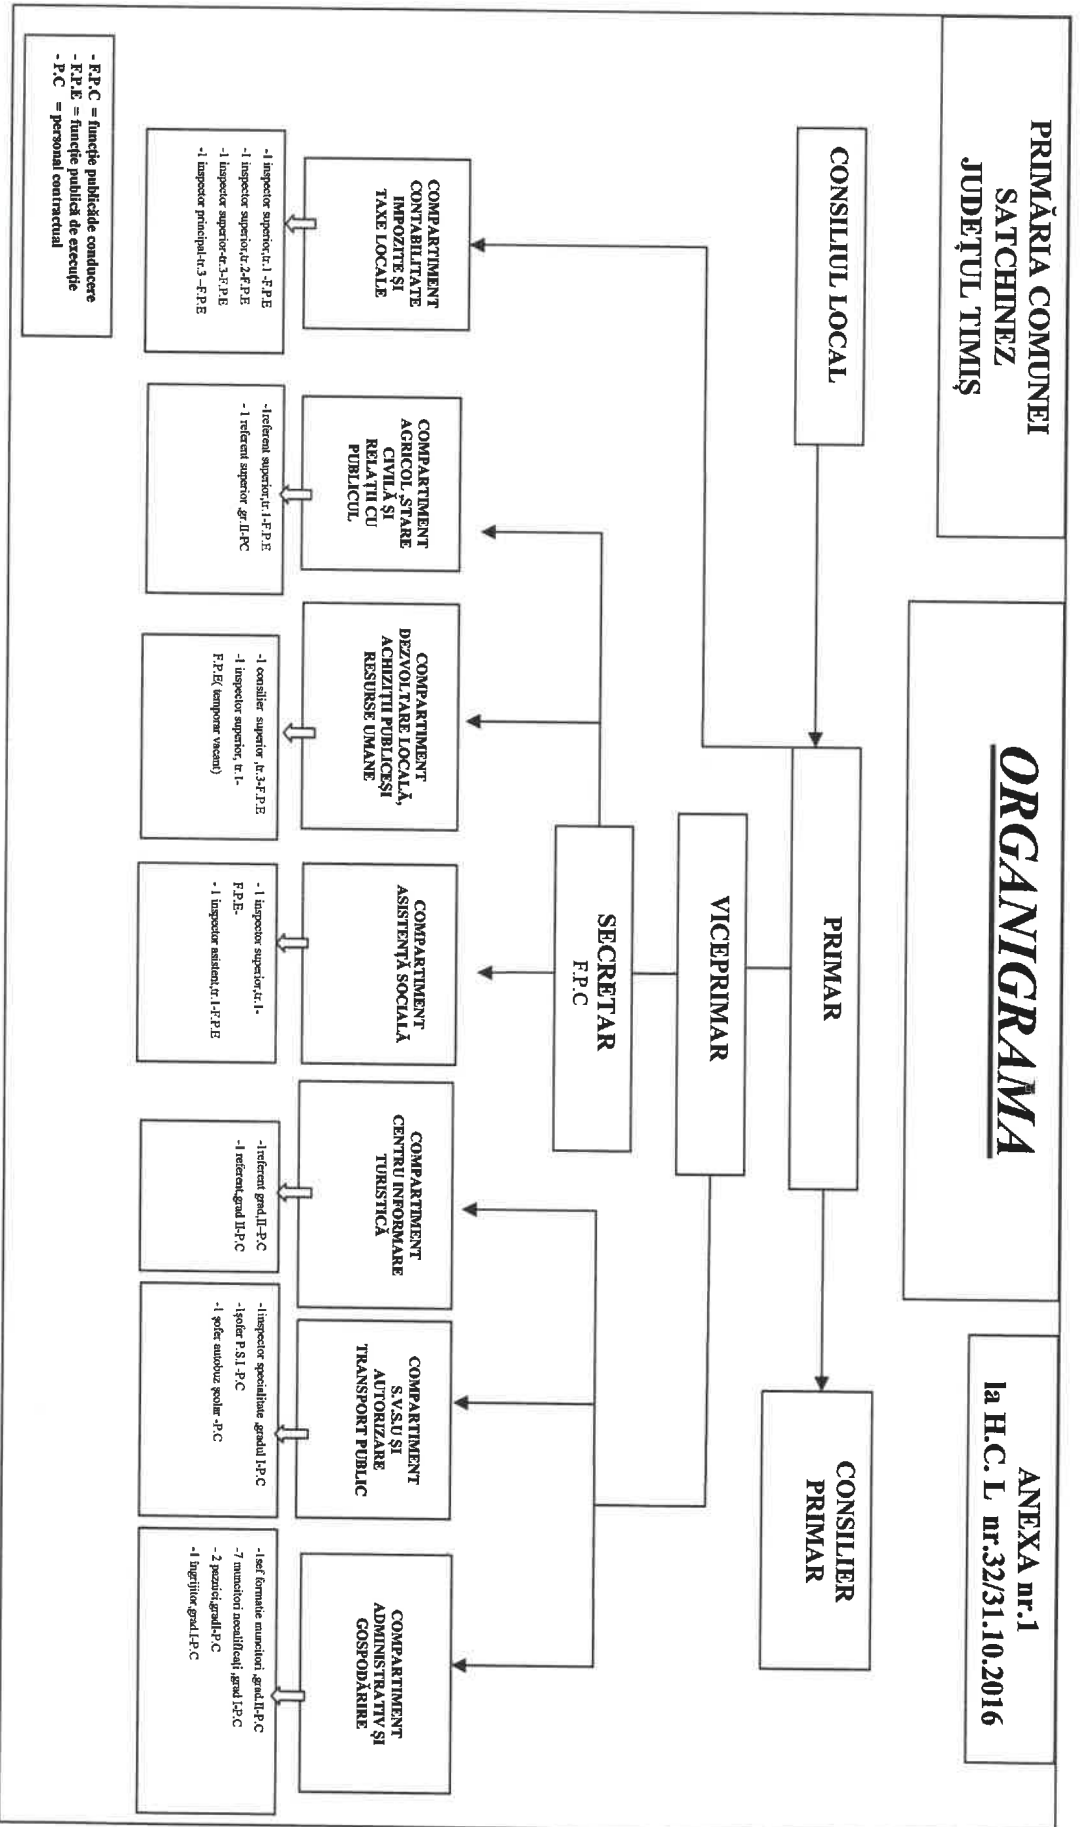 PRIMĂRIA COMUNEI
SATCHINEZ
JUDEȚUL TIMIȘ
ORGANIGRAMA
ANEXA nr.1
la H.C. L nr.32/31.10.2016
CONSILIUL LOCAL
PRIMAR
CONSILIER
PRIMAR
VICEPRIMAR
SECRETAR
F.P.C
COMPARTIMENT
CONTABILITATE
IMPOZITE ȘI
TAXE LOCALE
COMPARTIMENT
AGRICOL ,STARE
CIVILĂ ȘI
RELAȚII CU
PUBLICUL
COMPARTIMENT
DEZVOLTARE LOCALĂ,
ACHIZIȚII PUBLICEȘI
RESURSE UMANE
COMPARTIMENT
ASISTENȚĂ SOCIALĂ
COMPARTIMENT
CENTRU INFORMARE
TURISTICĂ
COMPARTIMENT
S.V.S.U ȘI
AUTORIZARE
TRANSPORT PUBLIC
COMPARTIMENT
ADMINISTRATIV ȘI
GOSPODĂRIRE
-1 inspector superior,tr.1 -F.P.E
-1 inspector superior,tr.2-F.P.E
-1 inspector superior-tr.3-F.P.E
-1 inspector principal-tr.3 –F.P.E
-1referent superior,tr.1-F.P.E
- 1 referent superior ,gr.II-PC
-1 consilier superior ,tr.3-F.P.E
-1 inspector superior, tr.1-
F.P.E( temporar vacant)
- 1 inspector superior,tr.1-
F.P.E-
- 1 inspector asistent,tr.1-F.P.E
-1referent grad,II–P.C
-1 referent,grad II-P.C
-1inspector specialitate ,gradul I-P.C
-1șofer P.S.I -P.C
-1 șofer autobuz școlar -P.C
-1sef formatie muncitori ,grad.II-P.C
-7 muncitori necalificați ,grad I-P.C
- 2 paznici,gradI-P.C
-1 îngrijitor,grad.I-P.C
- F.P.C = funcție publicăde conducere
- F.P.E = funcție publică de execuție
- P.C = personal contractual